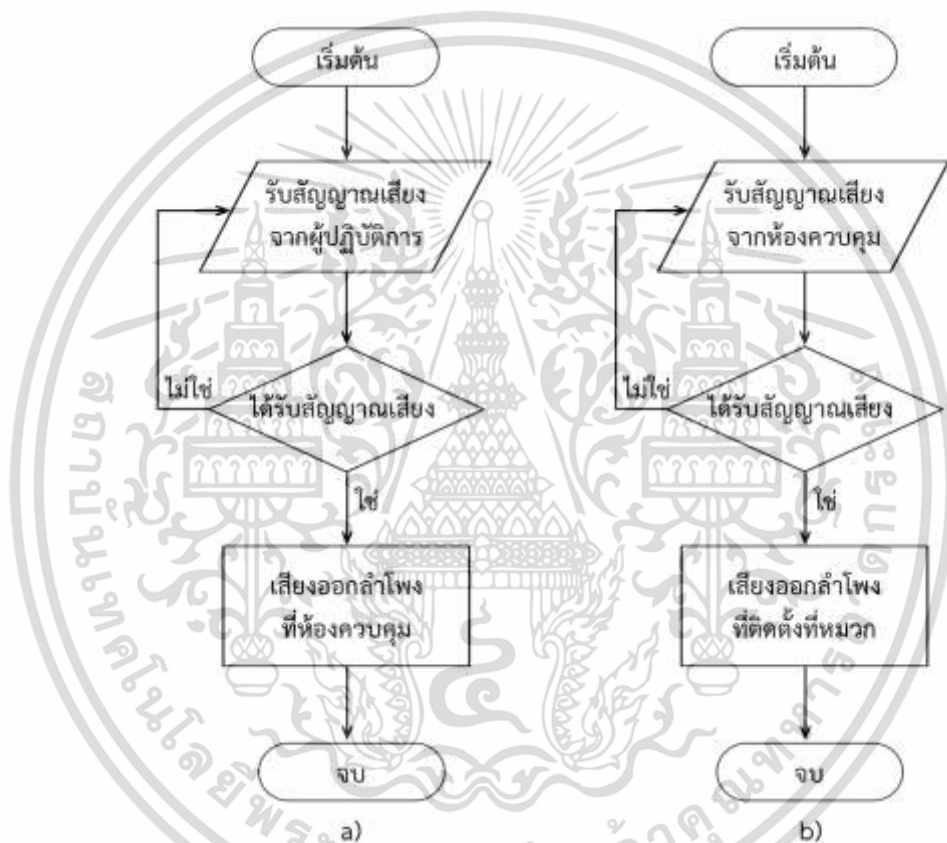 เริ่มต้น
รับสัญญาณเสียง
จากผู้ปฏิบัติการ
ไม่ใช่
ได้รับสัญญาณเสียง
ใช่
เสียงออกลำโพง
ที่ห้องควบคุม
จบ
a)
เริ่มต้น
รับสัญญาณเสียง
จากห้องควบคุม
ไม่ใช่
ได้รับสัญญาณเสียง
ใช่
เสียงออกลำโพง
ที่ติดตั้งที่หมวก
จบ
b)